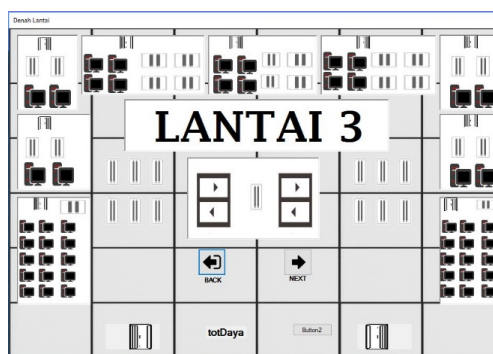 Denah Lantai
LANTAI 3
BACK
NEXT
totDaya
Button2